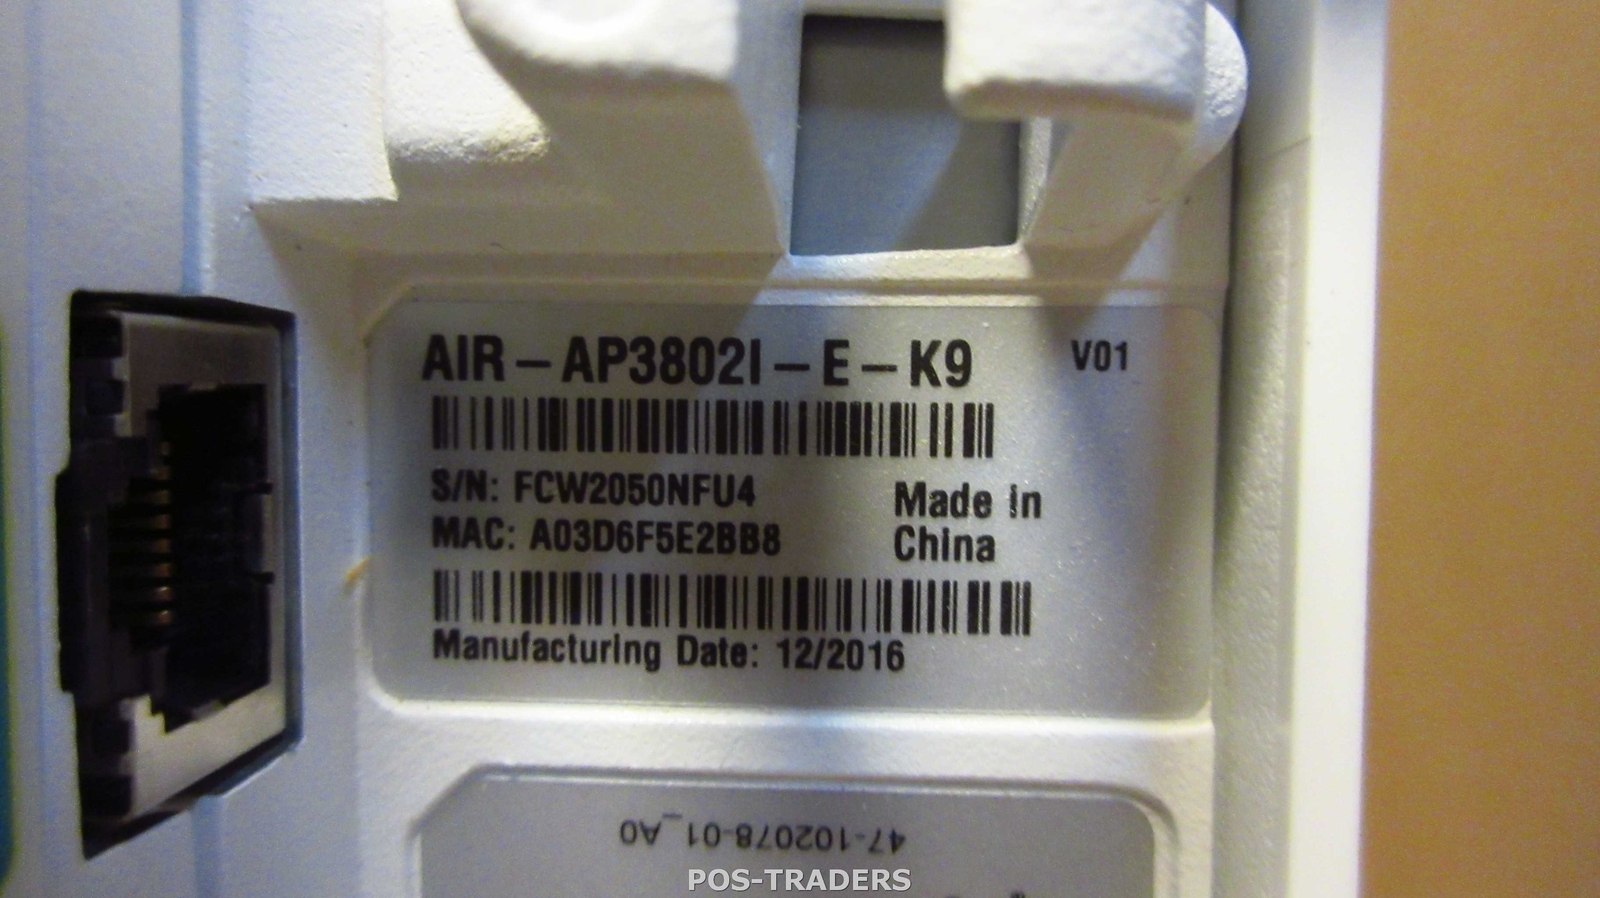 AIR-AP3802I-E-K9 V01
S/N: FCW2050NFU4
MAC: A03D6F5E2BB8
Made in
China
Manufacturing Date: 12/2016
47-102078-01_A0
POS-TRADERS